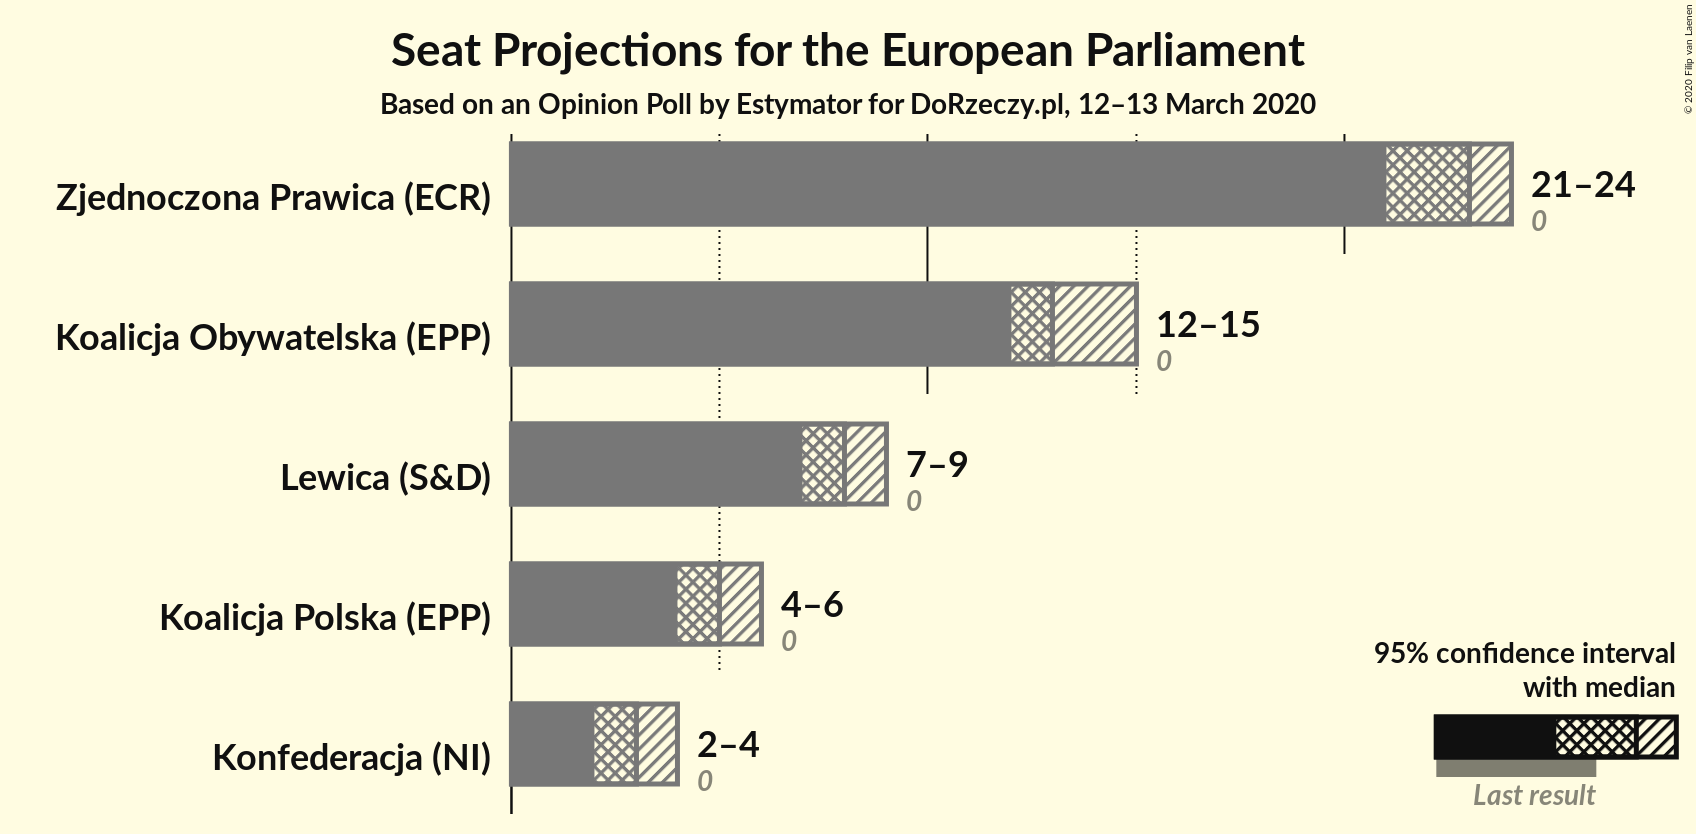 Seat Projections for the European Parliament
Based on an Opinion Poll by Estymator for DoRzeczy.pl, 12–13 March 2020
© 2020 Filip van Laenen
Zjednoczona Prawica (ECR)
21–24
0
Koalicja Obywatelska (EPP)
12–15
0
Lewica (S&D)
7–9
0
Koalicja Polska (EPP)
4–6
0
Konfederacja (NI)
2–4
0
95% confidence interval
with median
Last result